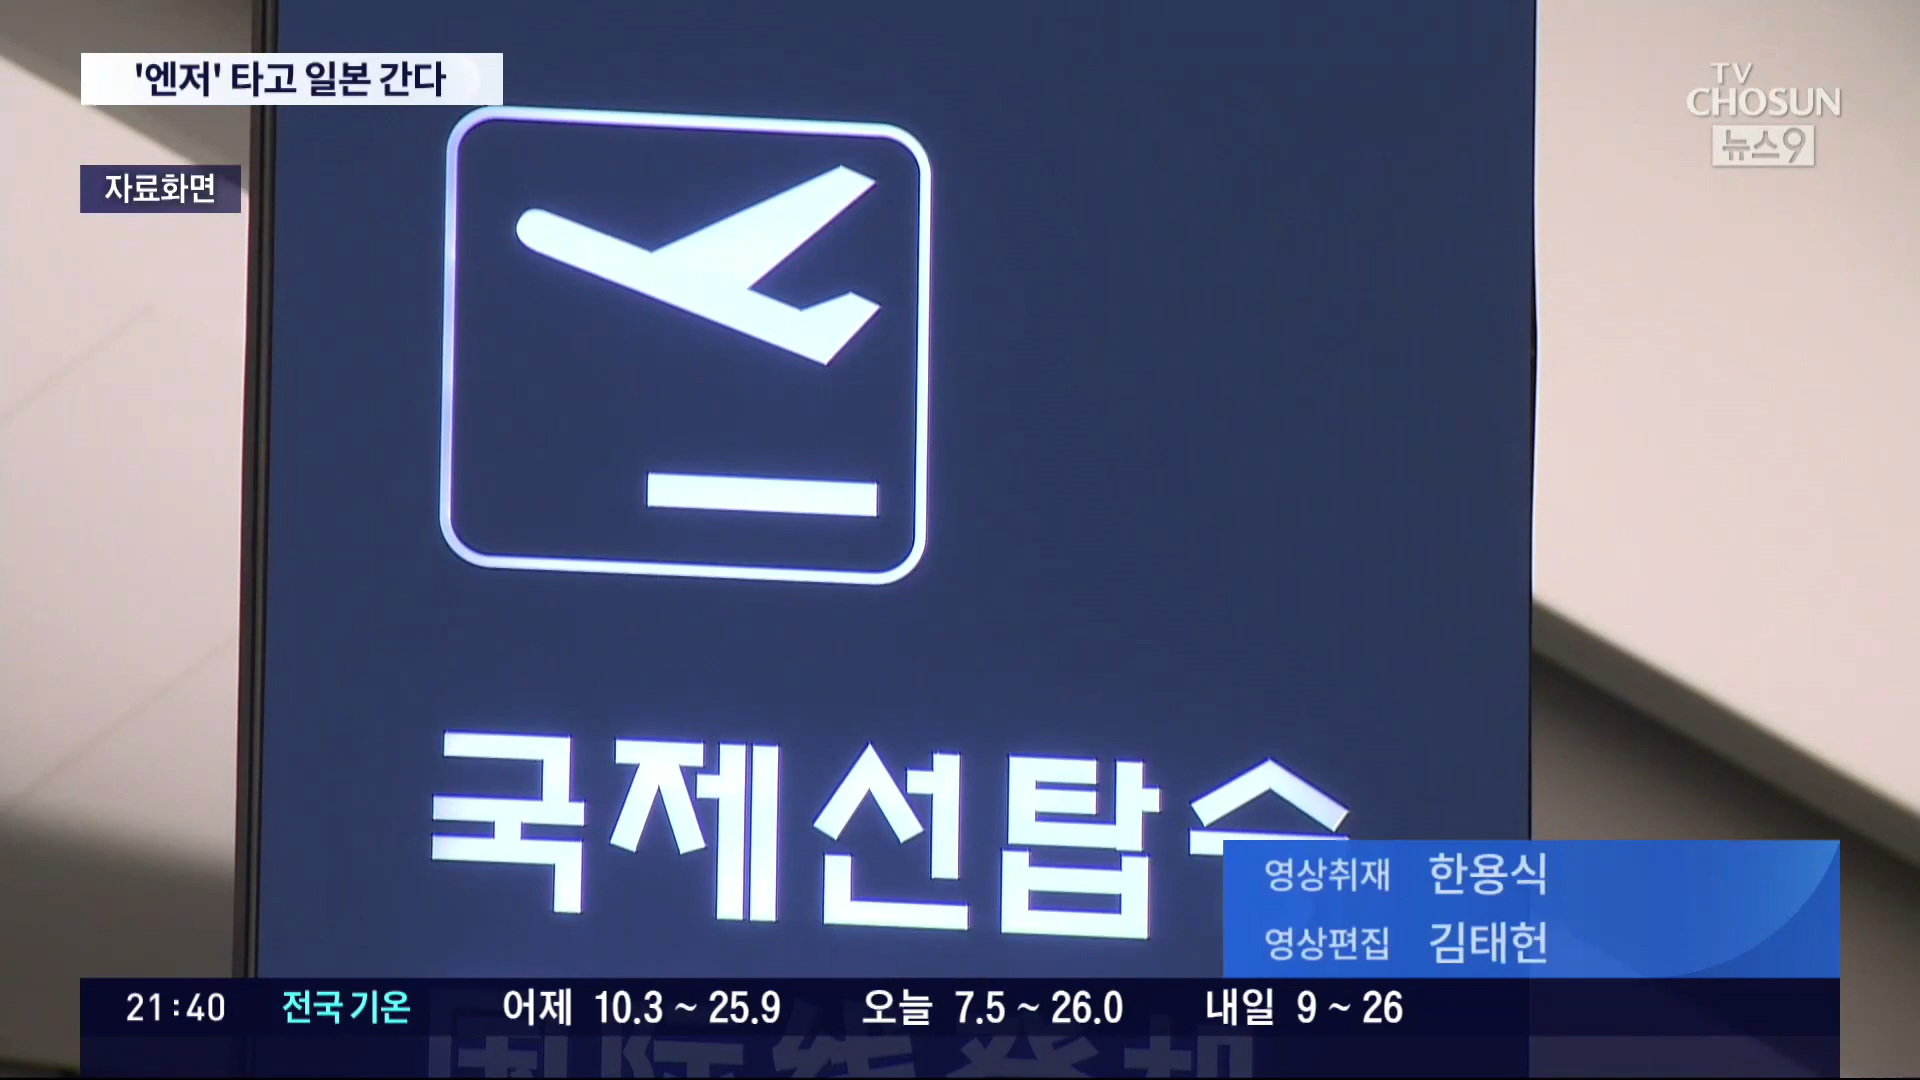 '엔저' 타고 일본 간다
TV
CHOSUN
뉴스9
자료화면
국제선탑
영상취재 한용식
영상편집 김태헌
21:40 전국 기온 어제 10.3 ~ 25.9 오늘 7.5 ~ 26.0 내일 9 ~ 26